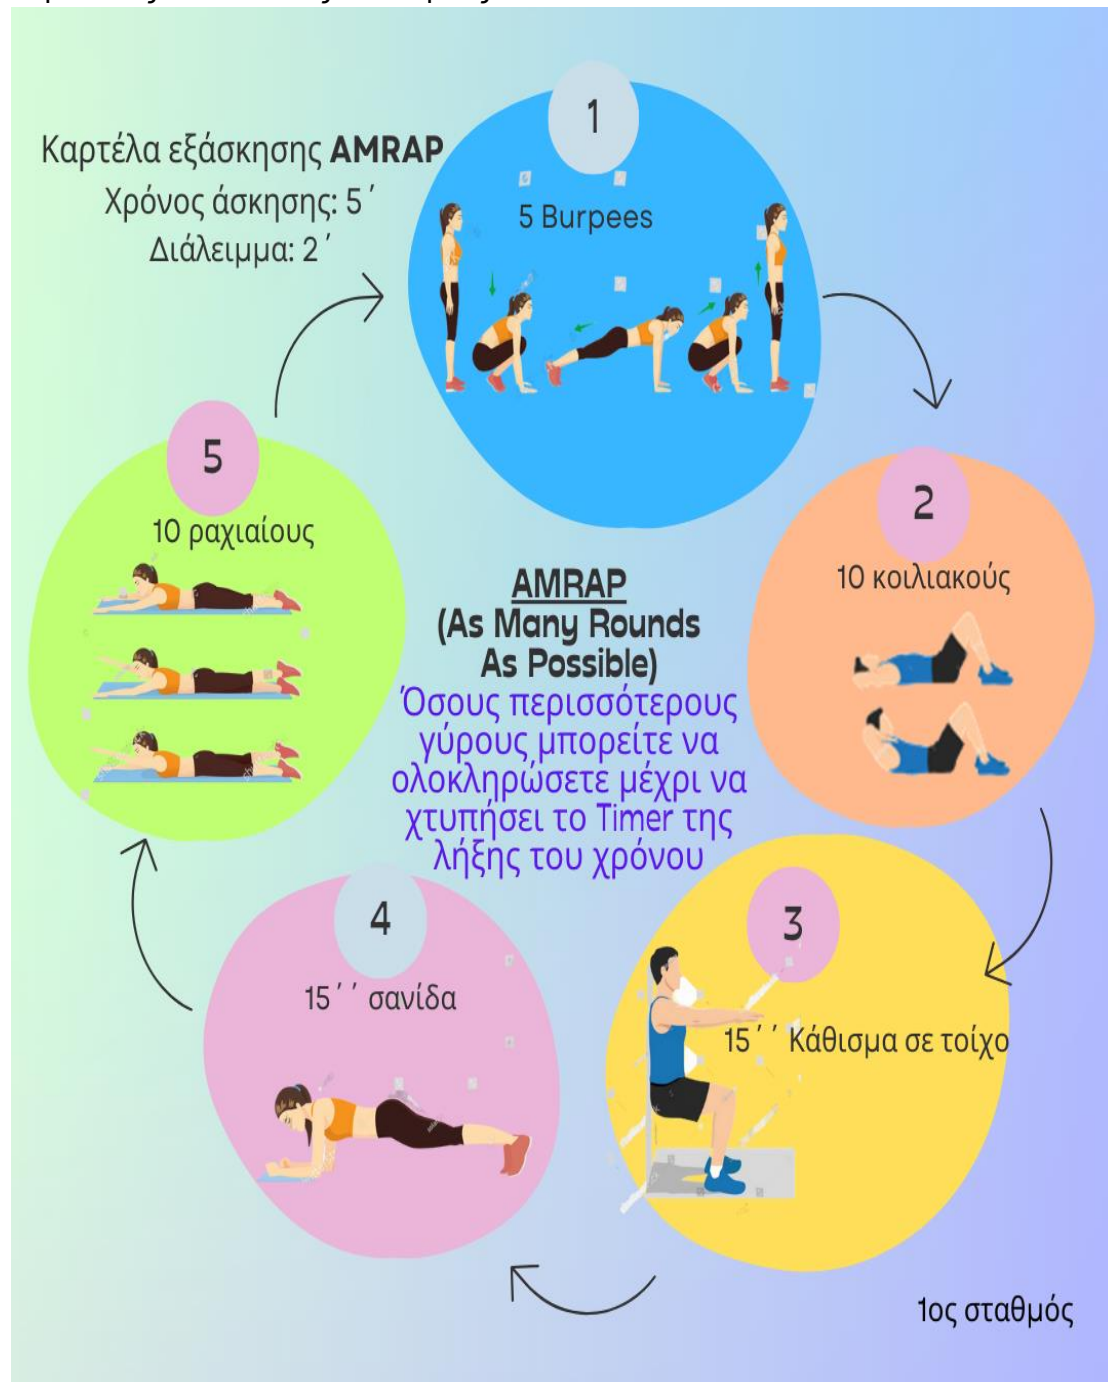 Καρτέλα εξάσκησης AMRAP
Χρόνος άσκησης: 5΄
Διάλειμμα: 2΄
1
5 Burpees
2
10 κοιλιακούς
3
15΄΄ Κάθισμα σε τοίχο
4
15΄΄ σανίδα
5
10 ραχιαίους
AMRAP
(As Many Rounds
As Possible)
Όσους περισσότερους
γύρους μπορείτε να
ολοκληρώσετε μέχρι να
χτυπήσει το Timer της
λήξης του χρόνου
1ος σταθμός